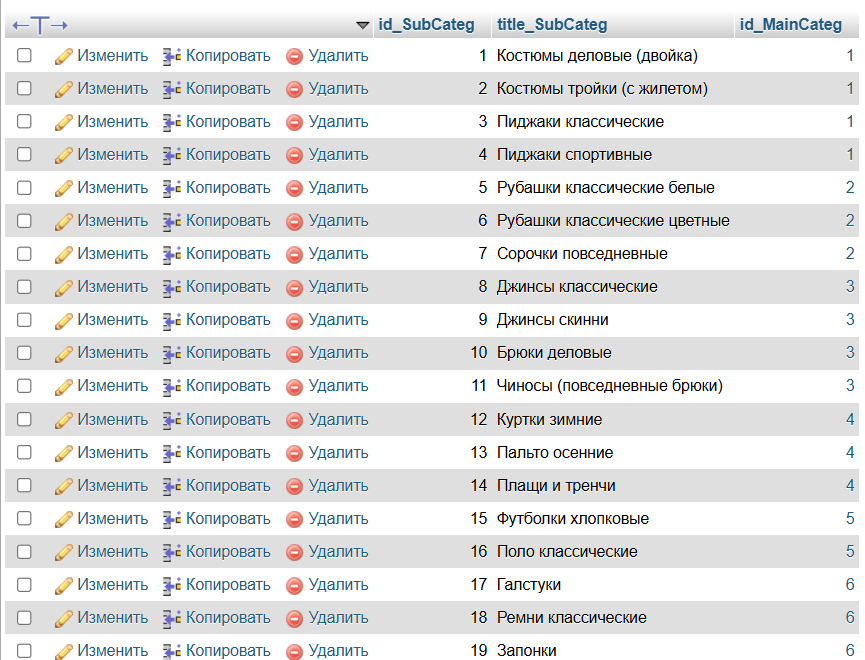 ←T→ id_SubCateg title_SubCateg id_MainCateg
Изменить Копировать Удалить 1 Костюмы деловые (двойка) 1
Изменить Копировать Удалить 2 Костюмы тройки (с жилетом) 1
Изменить Копировать Удалить 3 Пиджаки классические 1
Изменить Копировать Удалить 4 Пиджаки спортивные 1
Изменить Копировать Удалить 5 Рубашки классические белые 2
Изменить Копировать Удалить 6 Рубашки классические цветные 2
Изменить Копировать Удалить 7 Сорочки повседневные 2
Изменить Копировать Удалить 8 Джинсы классические 3
Изменить Копировать Удалить 9 Джинсы скинни 3
Изменить Копировать Удалить 10 Брюки деловые 3
Изменить Копировать Удалить 11 Чиносы (повседневные брюки) 3
Изменить Копировать Удалить 12 Куртки зимние 4
Изменить Копировать Удалить 13 Пальто осенние 4
Изменить Копировать Удалить 14 Плащи и тренчи 4
Изменить Копировать Удалить 15 Футболки хлопковые 5
Изменить Копировать Удалить 16 Поло классические 5
Изменить Копировать Удалить 17 Галстуки 6
Изменить Копировать Удалить 18 Ремни классические 6
Изменить Копировать Удалить 19 Запонки 6